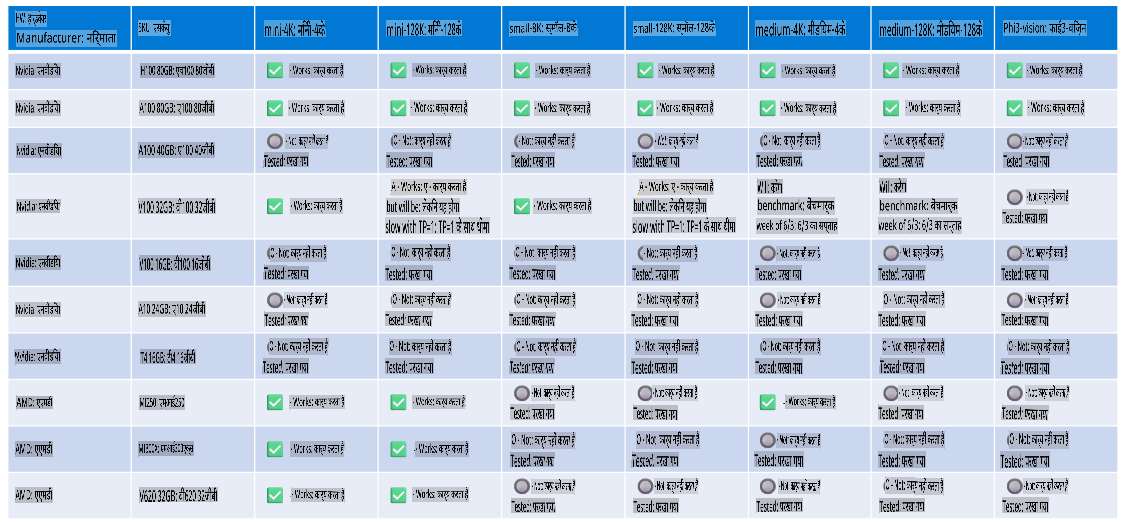 HW हार्डवेयर
Manufacturer: निर्माता
SKU एसकेयू
mini-4K: मिनी-4के
mini-128K: मिनी-128के
small-8K: स्मॉल-8के
small-128K: स्मॉल-128के
medium-4K: मीडियम-4के
medium-128K: मीडियम-128के
Phi3-vision: फाई3-विज़न
Nvidia: एनवीडिया
H100 80GB: एच100 80जीबी
- Works: कार्य करता है
- Works: कार्य करता है
- Works: कार्य करता है
- Works: कार्य करता है
- Works: कार्य करता है
- Works: कार्य करता है
- Works: कार्य करता है
Nvidia: एनवीडिया
A100 80GB: ए100 80जीबी
- Works: कार्य करता है
- Works: कार्य करता है
- Works: कार्य करता है
- Works: कार्य करता है
- Works: कार्य करता है
- Works: कार्य करता है
- Works: कार्य करता है
Nvidia: एनवीडिया
A100 40GB: ए100 40जीबी
- Not: कार्य नहीं करता है
Tested: परखा गया
(O - Not: कार्य नहीं करता है
Tested: परखा गया
(- Not: कार्य नहीं करता है
Tested: परखा गया
- Not: कार्य नहीं करता है
Tested: परखा गया
(O - Not: कार्य नहीं करता है
Tested: परखा गया
O - Not: कार्य नहीं करता है
Tested: परखा गया
- Not: कार्य नहीं करता है
Tested: परखा गया
Nvidia: एनवीडिया
V100 32GB: वी100 32जीबी
- Works: कार्य करता है
A - Works: ए - कार्य करता है
but will be: लेकिन यह होगा
slow with TP=1: TP=1 के साथ धीमा
- Works: कार्य करता है
A - Works: ए - कार्य करता है
but will be: लेकिन यह होगा
slow with TP=1: TP=1 के साथ धीमा
Will: करेगा
benchmark: बेंचमार्क
week of 6/3: 6/3 का सप्ताह
Will: करेगा
benchmark: बेंचमार्क
week of 6/3: 6/3 का सप्ताह
- Not: कार्य नहीं करता है
Tested: परखा गया
Nvidia: एनवीडिया
V100 16GB: वी100 16जीबी
(O - Not: कार्य नहीं करता है
Tested: परखा गया
O - Not: कार्य नहीं करता है
Tested: परखा गया
(O - Not: कार्य नहीं करता है
Tested: परखा गया
(- Not: कार्य नहीं करता है
Tested: परखा गया
- Not: कार्य नहीं करता है
Tested: परखा गया
- Not: कार्य नहीं करता है
Tested: परखा गया
- Not: कार्य नहीं करता है
Tested: परखा गया
Nvidia: एनवीडिया
A10 24GB: ए10 24जीबी
- Not: कार्य नहीं करता है
Tested: परखा गया
(O - Not: कार्य नहीं करता है
Tested: परखा गया
(O - Not: कार्य नहीं करता है
Tested: परखा गया
O - Not: कार्य नहीं करता है
Tested: परखा गया
- Not: कार्य नहीं करता है
Tested: परखा गया
O - Not: कार्य नहीं करता है
Tested: परखा गया
- Not: कार्य नहीं करता है
Tested: परखा गया
Nvidia: एनवीडिया
T4 16GB: टी4 16जीबी
(O - Not: कार्य नहीं करता है
Tested: परखा गया
O - Not: कार्य नहीं करता है
Tested: परखा गया
(O - Not: कार्य नहीं करता है
Tested: परखा गया
O - Not: कार्य नहीं करता है
Tested: परखा गया
(O - Not: कार्य नहीं करता है
Tested: परखा गया
O - Not: कार्य नहीं करता है
Tested: परखा गया
(O - Not: कार्य नहीं करता है
Tested: परखा गया
AMD: एएमडी
MI250: एमआई250
- Works: कार्य करता है
- Works: कार्य करता है
- Not: कार्य नहीं करता है
Tested: परखा गया
- Not: कार्य नहीं करता है
Tested: परखा गया
- Works: कार्य करता है
- Not: कार्य नहीं करता है
Tested: परखा गया
- Not: कार्य नहीं करता है
Tested: परखा गया
AMD: एएमडी
MI300X: एमआई300एक्स
- Works: कार्य करता है
- Works: कार्य करता है
O - Not: कार्य नहीं करता है
Tested: परखा गया
O - Not: कार्य नहीं करता है
Tested: परखा गया
- Not: कार्य नहीं करता है
Tested: परखा गया
O - Not: कार्य नहीं करता है
Tested: परखा गया
O - Not: कार्य नहीं करता है
Tested: परखा गया
AMD: एएमडी
V620 32GB: वी620 32जीबी
- Works: कार्य करता है
- Works: कार्य करता है
- Not: कार्य नहीं करता है
Tested: परखा गया
- Not: कार्य नहीं करता है
Tested: परखा गया
- Not: कार्य नहीं करता है
Tested: परखा गया
O - Not: कार्य नहीं करता है
Tested: परखा गया
- Not: कार्य नहीं करता है
Tested: परखा गया